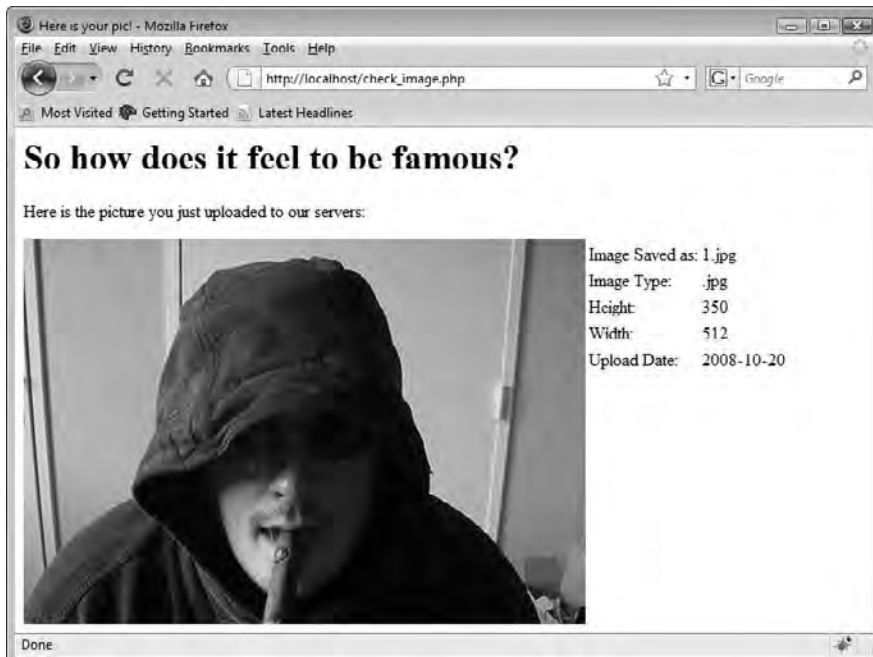 Here is your pic! - Mozilla Firefox
File Edit View History Bookmarks Tools Help
http://localhost/check_image.php
Google
Most Visited Getting Started Latest Headlines
So how does it feel to be famous?
Here is the picture you just uploaded to our servers:
Image Saved as: 1.jpg
Image Type: .jpg
Height: 350
Width: 512
Upload Date: 2008-10-20
Done